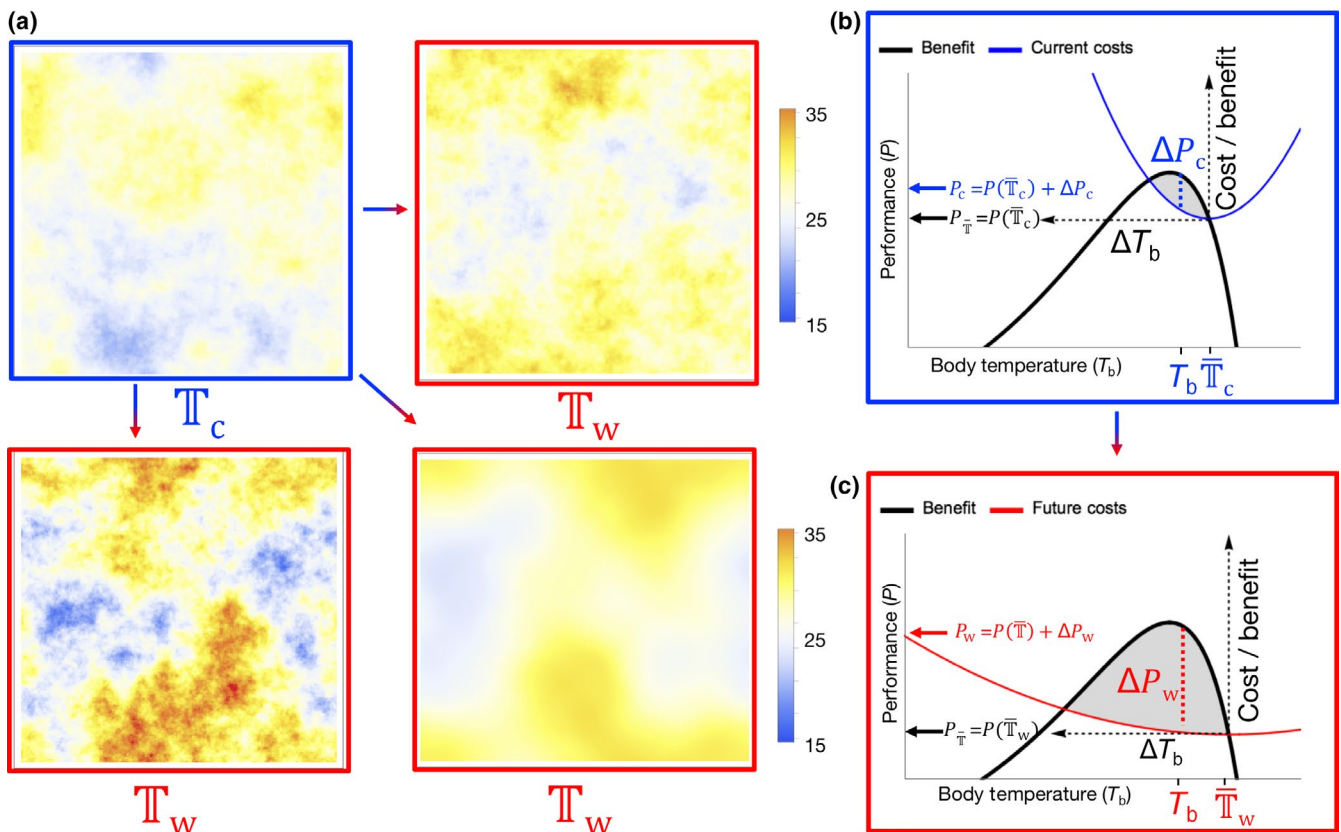 (a)
35
25
15
𝕋c
𝕋w
35
25
15
𝕋w
𝕋w
(b)
Benefit Current costs
Cost / benefit
Performance (P)
ΔPc
Pc =P(𝕋̅c) + ΔPc
P𝕋̅ =P(𝕋̅c)
ΔTb
Body temperature (Tb)
Tb 𝕋̿c
(c)
Benefit Future costs
Cost / benefit
Performance (P)
Pw =P(𝕋̅) + ΔPw
ΔPw
P𝕋̅ =P(𝕋̅w)
ΔTb
Body temperature (Tb)
Tb 𝕋̿w